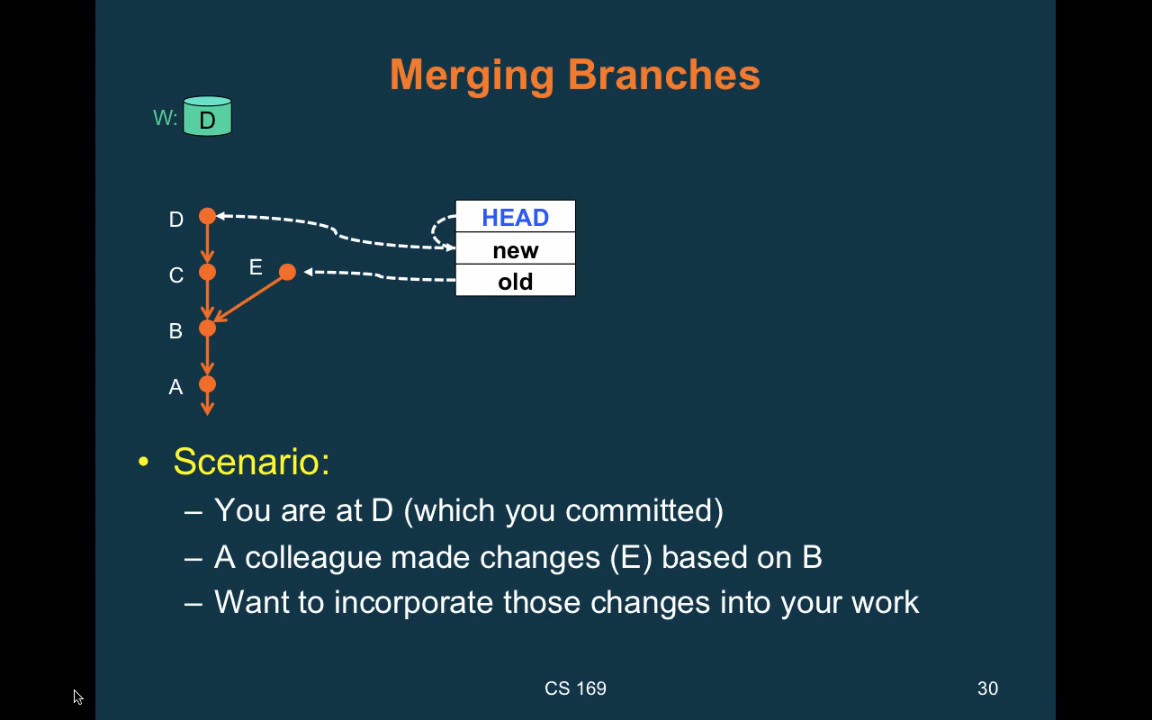 Merging Branches
W: D
D
HEAD
new
C
E
old
B
A
• Scenario:
– You are at D (which you committed)
– A colleague made changes (E) based on B
– Want to incorporate those changes into your work
CS 169
30